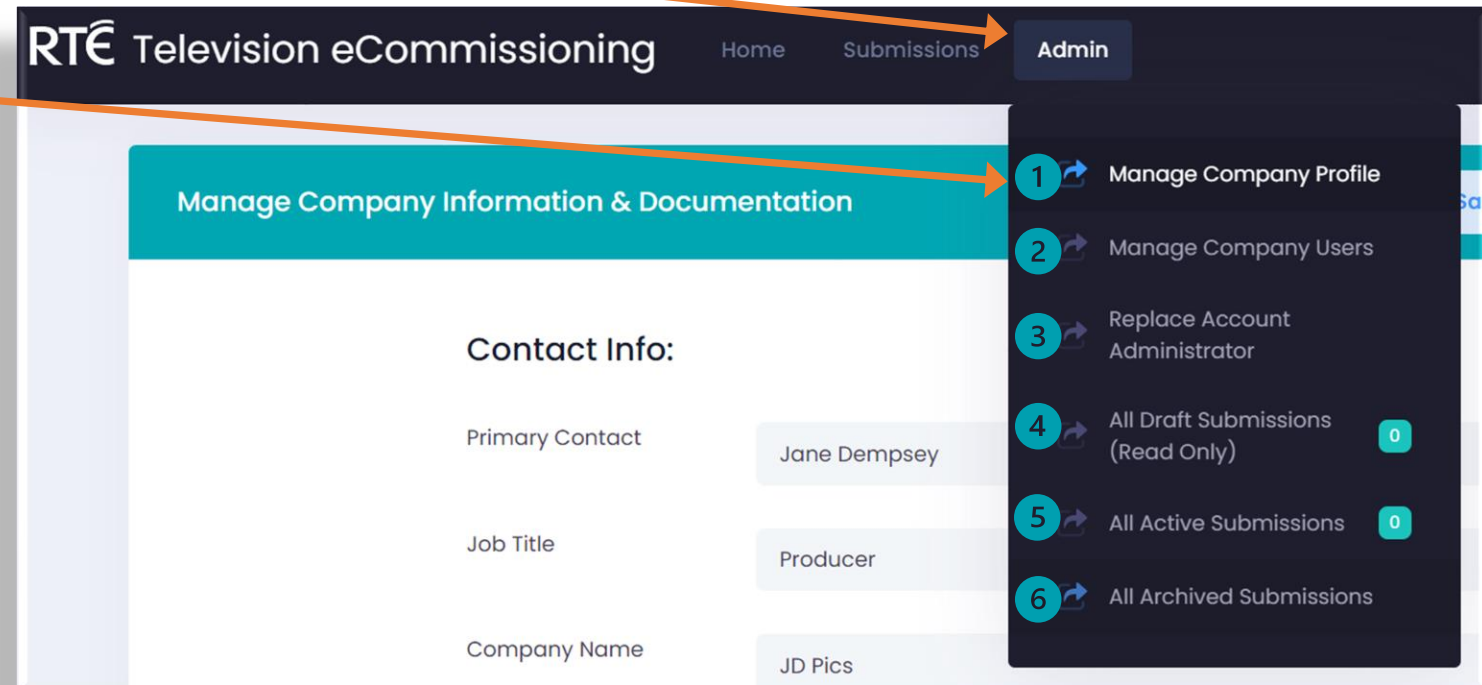 RTÉ Television eCommissioning Home Submissions Admin
Manage Company Information & Documentation
Sa
1 Manage Company Profile
2 Manage Company Users
3 Replace Account
Administrator
4 All Draft Submissions
(Read Only) 0
5 All Active Submissions 0
6 All Archived Submissions
Contact Info:
Primary Contact
Jane Dempsey
Job Title
Producer
Company Name
JD Pics